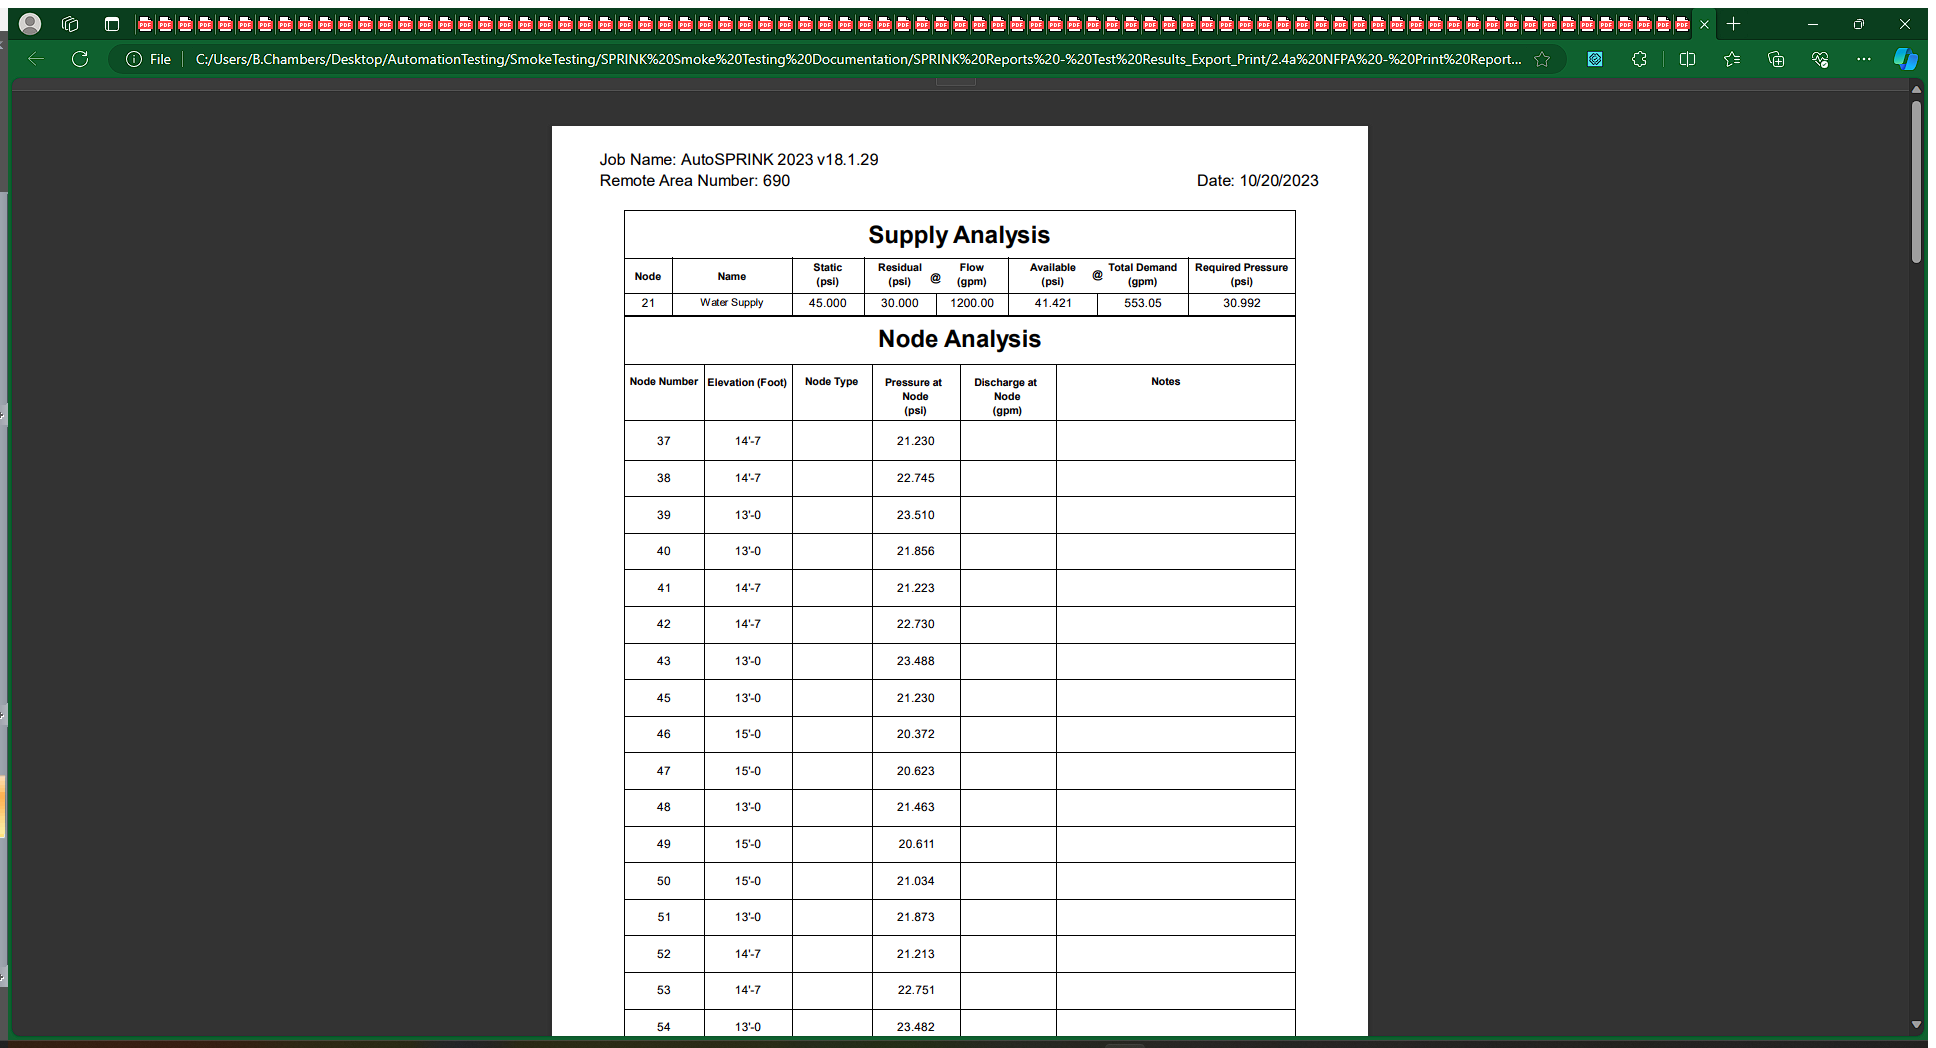 File
C:/Users/B.Chambers/Desktop/AutomationTesting/SmokeTesting/SPRINK%20Smoke%20Testing%20Documentation/SPRINK%20Reports%20-%20Test%20Results_Export_Print/2.4a%20NFPA%20-%20Print%20Report...
Job Name: AutoSPRINK 2023 v18.1.29
Remote Area Number: 690 Date: 10/20/2023
Supply Analysis
Node Name Static (psi) Residual (psi) @ Flow (gpm) Available (psi) @ Total Demand (gpm) Required Pressure (psi)
21 Water Supply 45.000 30.000 1200.00 41.421 553.05 30.992
Node Analysis
Node Number Elevation (Foot) Node Type Pressure at Node (psi) Discharge at Node (gpm) Notes
37 14'-7 21.230
38 14'-7 22.745
39 13'-0 23.510
40 13'-0 21.856
41 14'-7 21.223
42 14'-7 22.730
43 13'-0 23.488
45 13'-0 21.230
46 15'-0 20.372
47 15'-0 20.623
48 13'-0 21.463
49 15'-0 20.611
50 15'-0 21.034
51 13'-0 21.873
52 14'-7 21.213
53 14'-7 22.751
54 13'-0 23.482